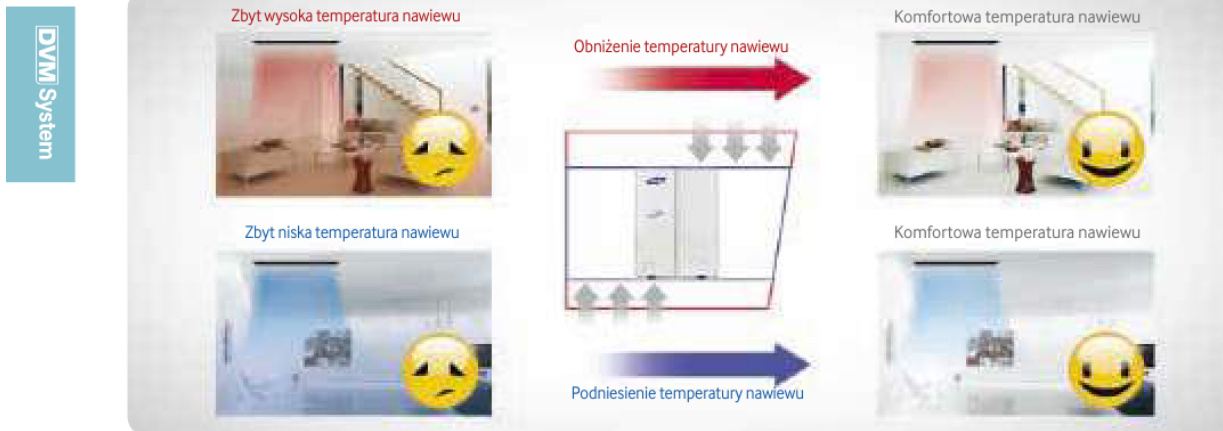 DVM System
Zbyt wysoka temperatura nawiewu
Obniżenie temperatury nawiewu
Komfortowa temperatura nawiewu
Zbyt niska temperatura nawiewu
Komfortowa temperatura nawiewu
Podniesienie temperatury nawiewu